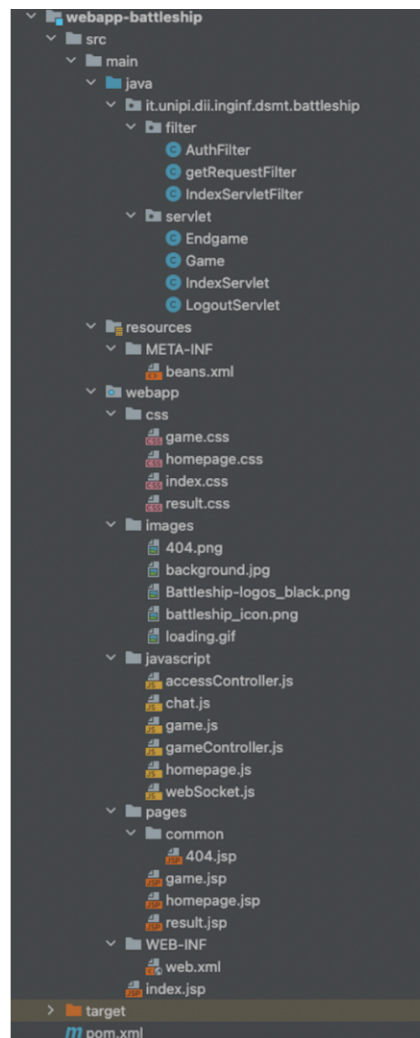 webapp-battleship
src
main
java
it.unipi.dii.inginf.dsmt.battleship
filter
AuthFilter
getRequestFilter
IndexServletFilter
servlet
Endgame
Game
IndexServlet
LogoutServlet
resources
META-INF
beans.xml
webapp
css
game.css
homepage.css
index.css
result.css
images
404.png
background.jpg
Battleship-logos_black.png
battleship_icon.png
loading.gif
javascript
accessController.js
chat.js
game.js
gameController.js
homepage.js
webSocket.js
pages
common
404.jsp
game.jsp
homepage.jsp
result.jsp
WEB-INF
web.xml
index.jsp
target
pom.xml